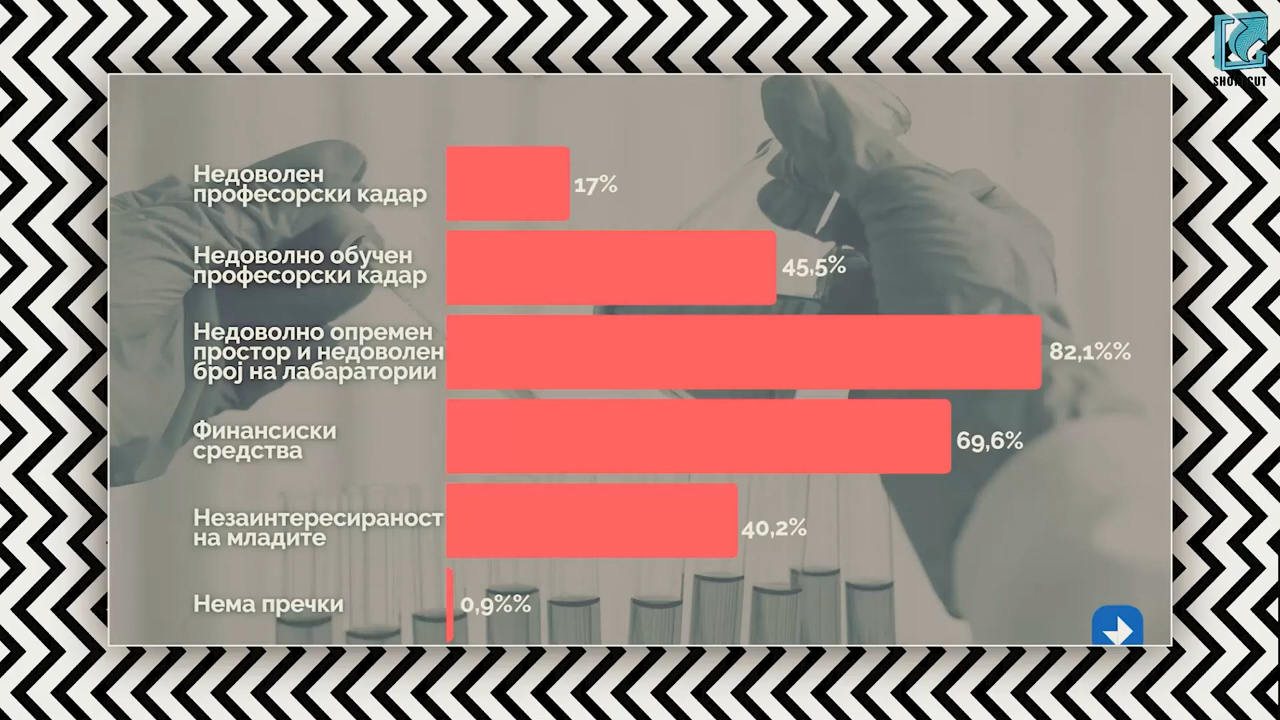 SHORTCUT
Недоволен
професорски кадар
17%
Недоволно обучен
професорски кадар
45,5%
Недоволно опремен
простор и недоволен
број на лабаратории
82,1%%
Финансиски
средства
69,6%
Незаинтересираност
на младите
40,2%
Нема пречки
0,9%%